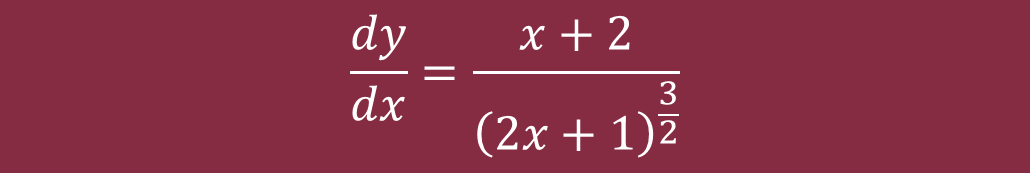 dy/dx = (x + 2)/(2x + 1)^(3/2)